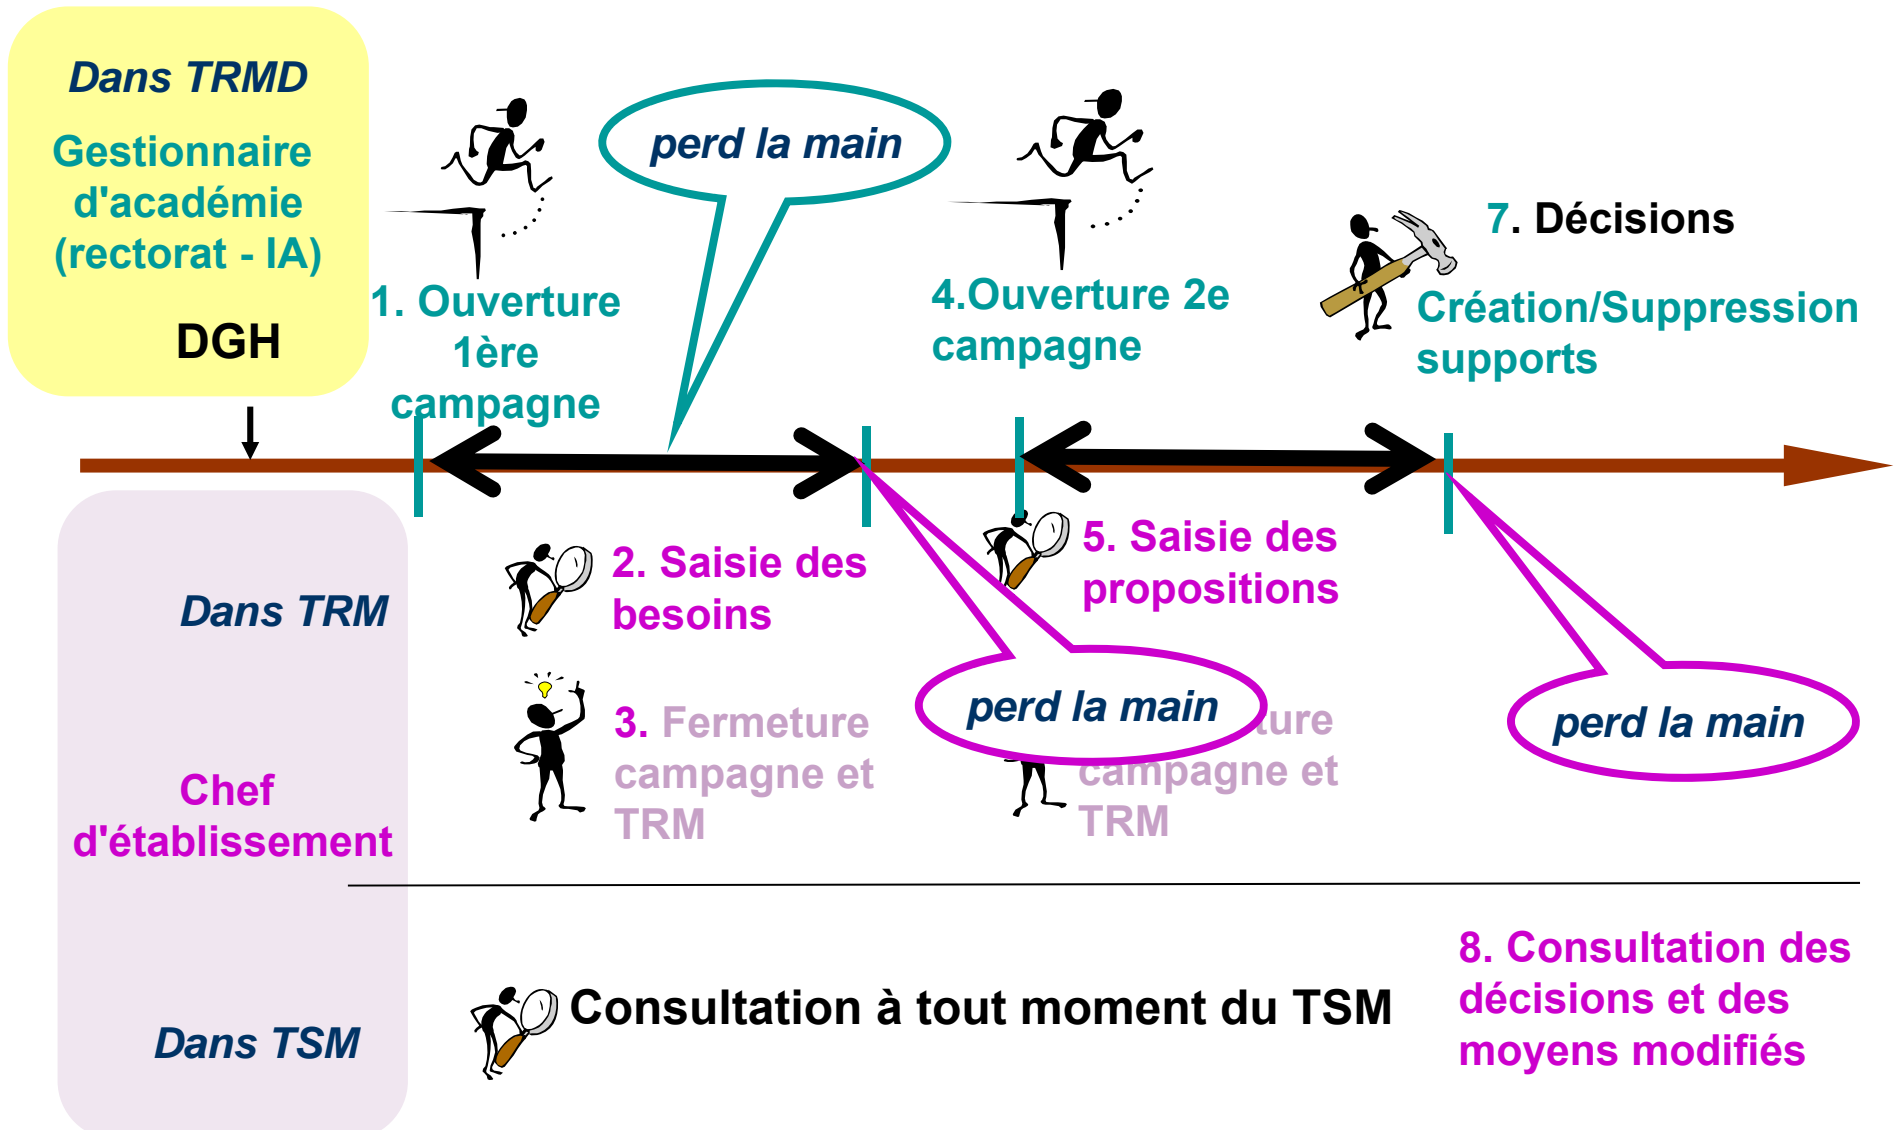 Dans TRMD
Gestionnaire
d'académie
(rectorat - IA)
DGH
1. Ouverture
1ère
campagne
perd la main
4.Ouverture 2e
campagne
7. Décisions
Création/Suppression
supports
Dans TRM
Chef
d'établissement
2. Saisie des
besoins
3. Fermeture
campagne et
TRM
perd la main
5. Saisie des
propositions
campagne et
TRM
perd la main
Dans TSM
Consultation à tout moment du TSM
8. Consultation des
décisions et des
moyens modifiés